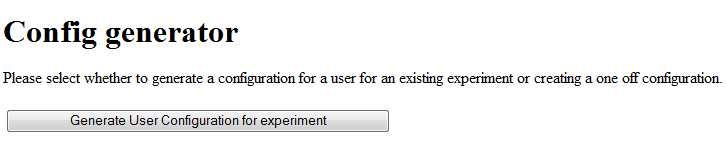 Config generator
Please select whether to generate a configuration for a user for an existing experiment or creating a one off configuration.
Generate User Configuration for experiment